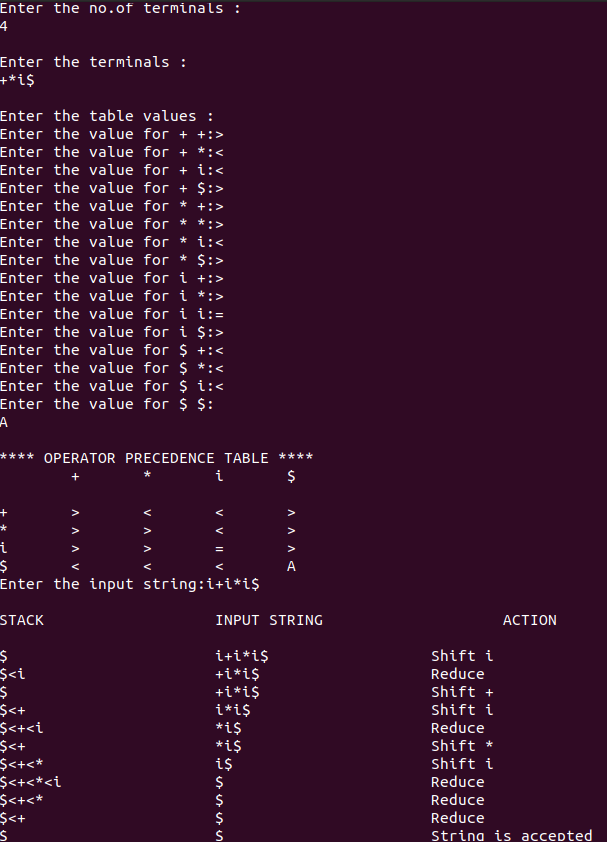 Enter the no.of terminals :
4
Enter the terminals :
+*i$
Enter the table values :
Enter the value for + +:>
Enter the value for + *:<
Enter the value for + i:<
Enter the value for + $:>
Enter the value for * +:>
Enter the value for * *:>
Enter the value for * i:<
Enter the value for * $:>
Enter the value for i +:>
Enter the value for i *:>
Enter the value for i i:=
Enter the value for i $:>
Enter the value for $ +:<
Enter the value for $ *:<
Enter the value for $ i:<
Enter the value for $ $:
A
**** OPERATOR PRECEDENCE TABLE ****
+ * i $
+ > < < >
* > > < >
i > > = >
$ < < < A
Enter the input string:i+i*i$
STACK INPUT STRING ACTION
$ i+i*i$ Shift i
$<i +i*i$ Reduce
$ +i*i$ Shift +
$<+ i*i$ Shift i
$<+<i *i$ Reduce
$<+ *i$ Shift *
$<+<* i$ Shift i
$<+<*<i $ Reduce
$<+<* $ Reduce
$<+ $ Reduce
$ $ String is accepted